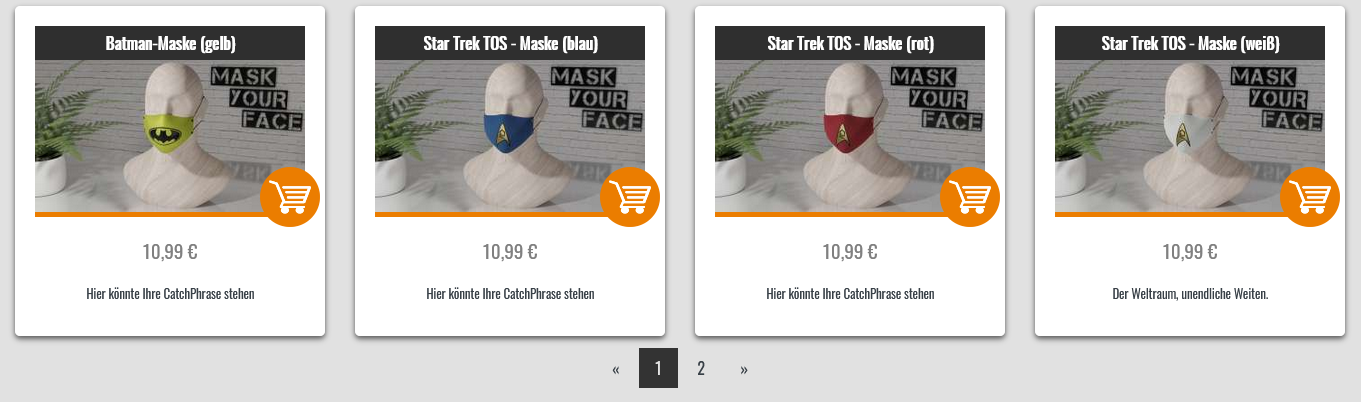 Batman-Maske (gelb)
MASK
YOUR
FACE
10,99 €
Hier könnte Ihre CatchPhrase stehen
Star Trek TOS - Maske (blau)
MASK
YOUR
FACE
10,99 €
Hier könnte Ihre CatchPhrase stehen
Star Trek TOS - Maske (rot)
MASK
YOUR
FACE
10,99 €
Hier könnte Ihre CatchPhrase stehen
Star Trek TOS - Maske (weiß)
MASK
YOUR
FACE
10,99 €
Der Weltraum, unendliche Weiten.
« 1 2 »